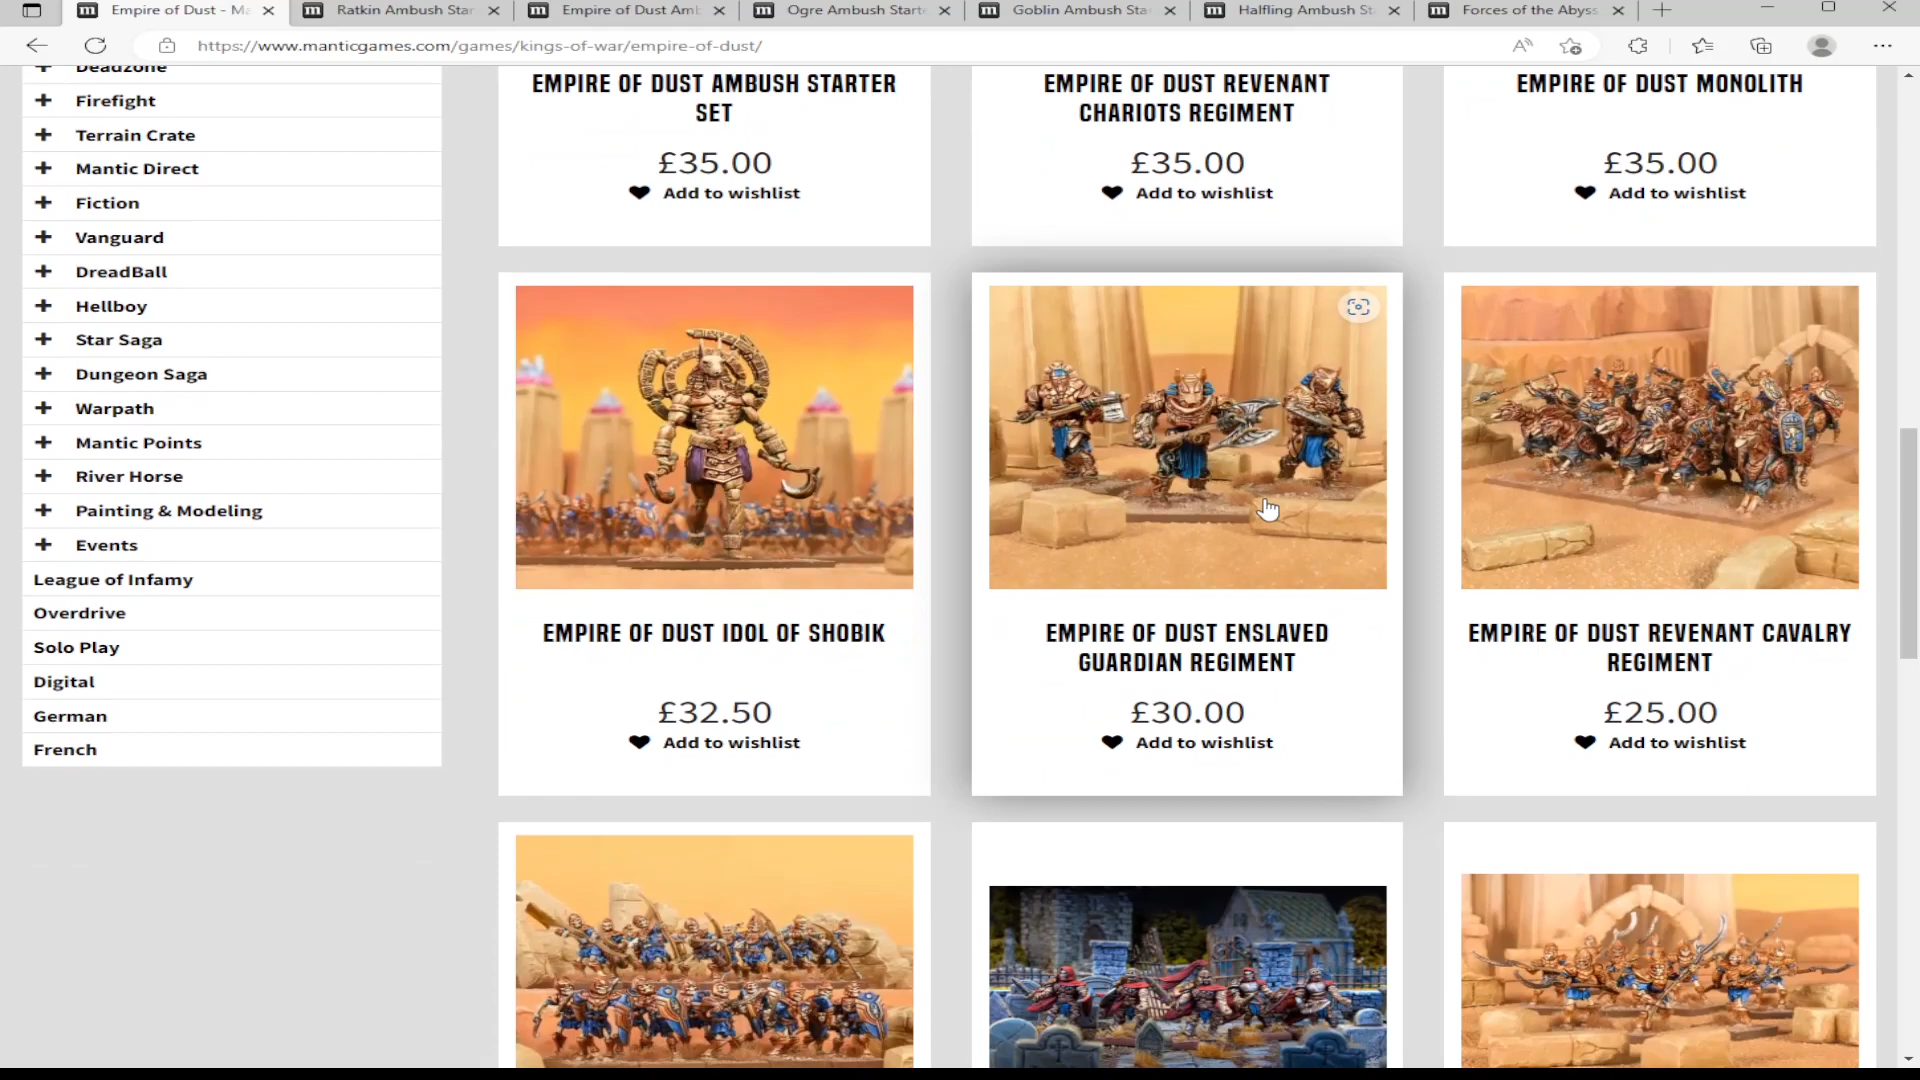 Empire of Dust - Ma
Ratkin Ambush Star
Empire of Dust Amb
Ogre Ambush Starte
Goblin Ambush Sta
Halfling Ambush St
Forces of the Abyss
https://www.manticgames.com/games/kings-of-war/empire-of-dust/
Deadzone
Firefight
Terrain Crate
Mantic Direct
Fiction
Vanguard
DreadBall
Hellboy
Star Saga
Dungeon Saga
Warpath
Mantic Points
River Horse
Painting & Modeling
Events
League of Infamy
Overdrive
Solo Play
Digital
German
French
EMPIRE OF DUST AMBUSH STARTER
SET
£35.00
Add to wishlist
EMPIRE OF DUST REVENANT
CHARIOTS REGIMENT
£35.00
Add to wishlist
EMPIRE OF DUST MONOLITH
£35.00
Add to wishlist
EMPIRE OF DUST IDOL OF SHOBIK
£32.50
Add to wishlist
EMPIRE OF DUST ENSLAVED
GUARDIAN REGIMENT
£30.00
Add to wishlist
EMPIRE OF DUST REVENANT CAVALRY
REGIMENT
£25.00
Add to wishlist